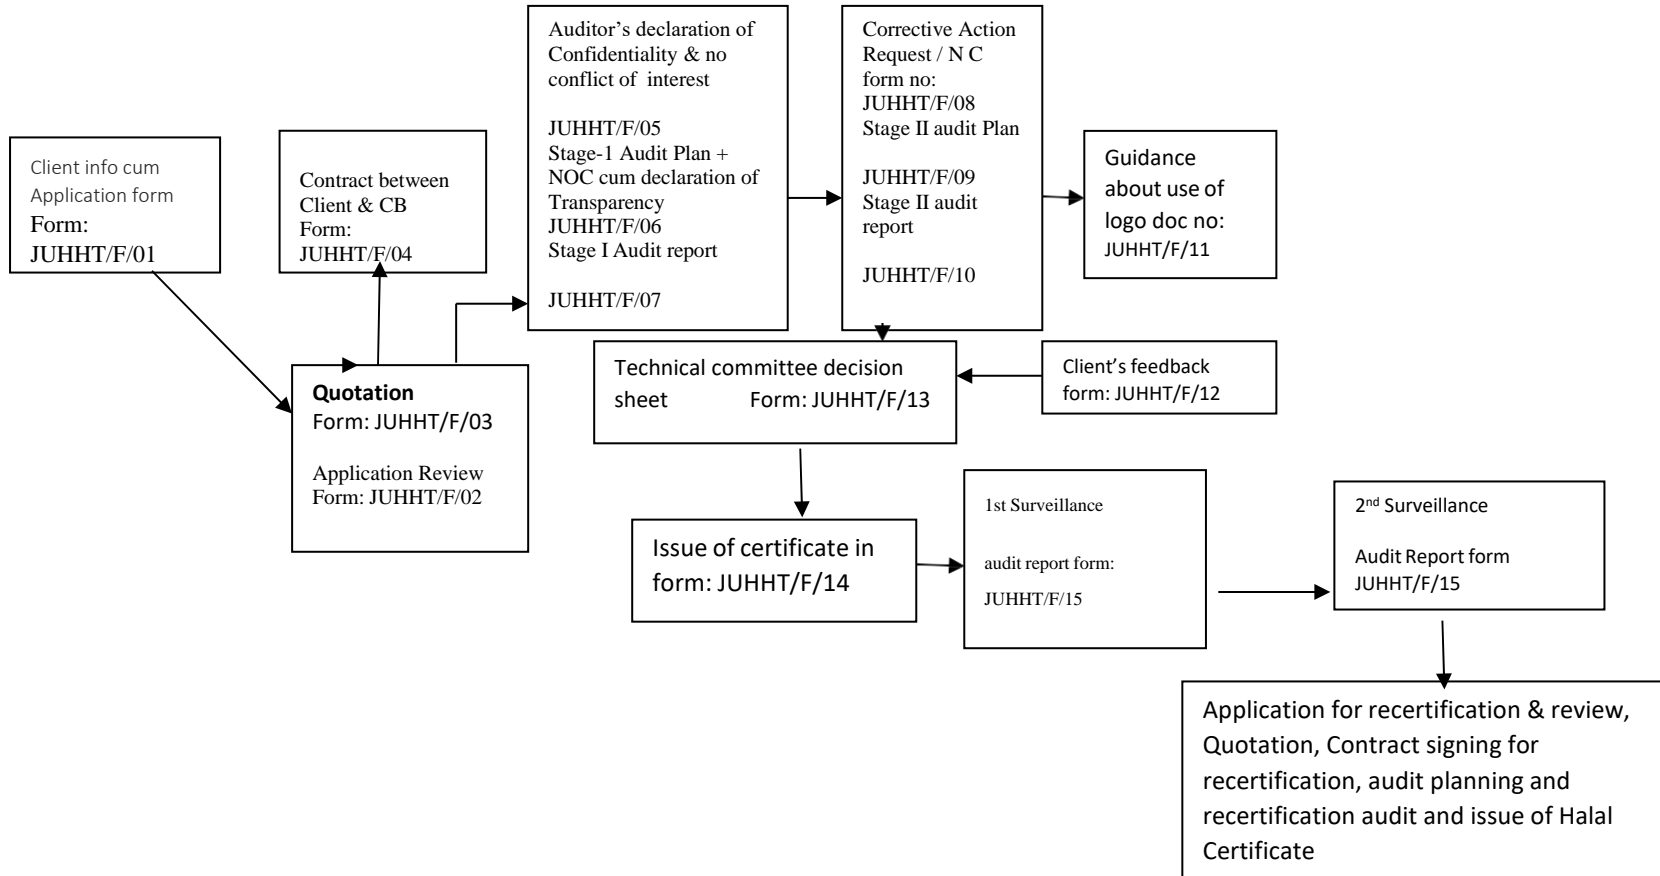 Client info cum
Application form
Form:
JUHHT/F/01
Contract between
Client & CB
Form:
JUHHT/F/04
Quotation
Form: JUHHT/F/03
Application Review
Form: JUHHT/F/02
Auditor’s declaration of
Confidentiality & no
conflict of interest
JUHHT/F/05
Stage-1 Audit Plan +
NOC cum declaration of
Transparency
JUHHT/F/06
Stage I Audit report
JUHHT/F/07
Corrective Action
Request / N C
form no:
JUHHT/F/08
Stage II audit Plan
JUHHT/F/09
Stage II audit
report
JUHHT/F/10
Guidance
about use of
logo doc no:
JUHHT/F/11
Technical committee decision
sheet Form: JUHHT/F/13
Client’s feedback
form: JUHHT/F/12
Issue of certificate in
form: JUHHT/F/14
1st Surveillance
audit report form:
JUHHT/F/15
2nd Surveillance
Audit Report form
JUHHT/F/15
Application for recertification & review,
Quotation, Contract signing for
recertification, audit planning and
recertification audit and issue of Halal
Certificate